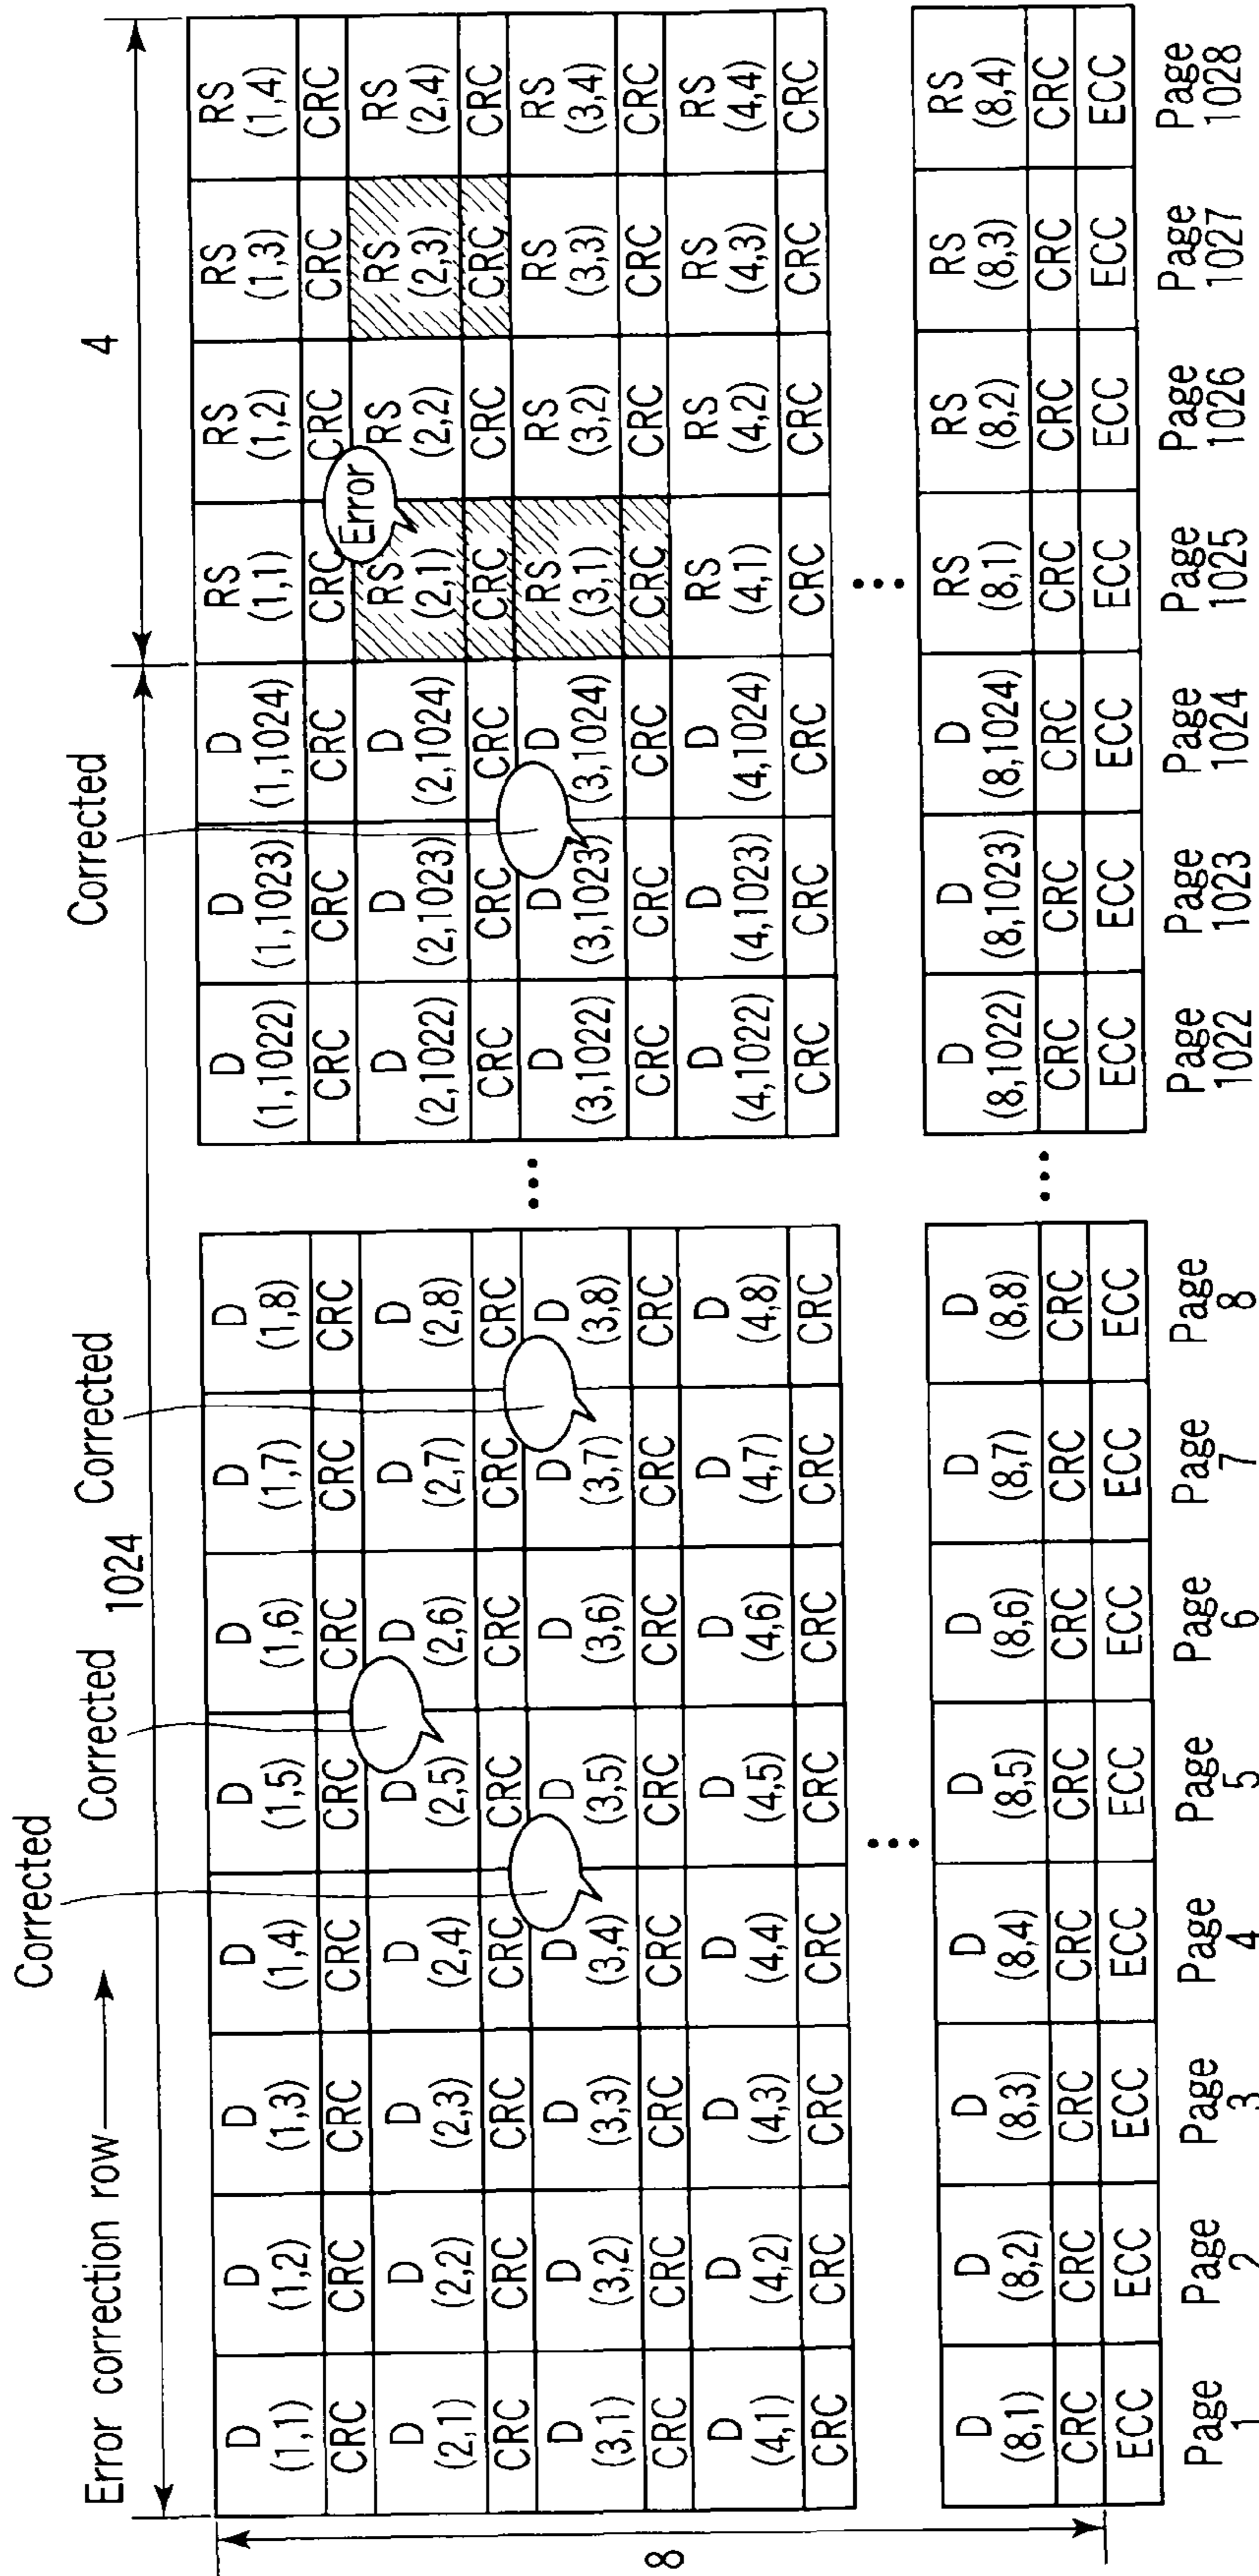 Corrected
Corrected Corrected Corrected
Error correction row
1024 4
D D D D D D D D D D D RS RS RS RS
(1,1) (1,2) (1,3) (1,4) (1,5) (1,6) (1,7) (1,8) ... (1,1022) (1,1023) (1,1024) (1,1) (1,2) (1,3) (1,4)
CRC CRC CRC CRC CRC CRC CRC CRC CRC CRC CRC CRC CRC CRC CRC
Error
D D D D D D D D D D D RS RS RS RS
(2,1) (2,2) (2,3) (2,4) (2,5) (2,6) (2,7) (2,8) (2,1022) (2,1023) (2,1024) (2,1) (2,2) (2,3) (2,4)
CRC CRC CRC CRC CRC CRC CRC CRC CRC CRC CRC CRC CRC CRC CRC
8
D D D D D D D D D D D RS RS RS RS
(3,1) (3,2) (3,3) (3,4) (3,5) (3,6) (3,7) (3,8) ... (3,1022) (3,1023) (3,1024) (3,1) (3,2) (3,3) (3,4)
CRC CRC CRC CRC CRC CRC CRC CRC CRC CRC CRC CRC CRC CRC CRC
D D D D D D D D D D D RS RS RS RS
(4,1) (4,2) (4,3) (4,4) (4,5) (4,6) (4,7) (4,8) (4,1022) (4,1023) (4,1024) (4,1) (4,2) (4,3) (4,4)
CRC CRC CRC CRC CRC CRC CRC CRC CRC CRC CRC CRC CRC CRC CRC
D D D D D D D D D D D RS RS RS RS
(8,1) (8,2) (8,3) (8,4) (8,5) (8,6) (8,7) (8,8) (8,1022) (8,1023) (8,1024) (8,1) (8,2) (8,3) (8,4)
CRC CRC CRC CRC CRC CRC CRC CRC CRC CRC CRC CRC CRC CRC CRC
ECC ECC ECC ECC ECC ECC ECC ECC ECC ECC ECC ECC ECC ECC ECC
Page Page Page Page Page Page Page Page Page Page Page Page Page Page Page
1 2 3 4 5 6 7 8 1022 1023 1024 1025 1026 1027 1028